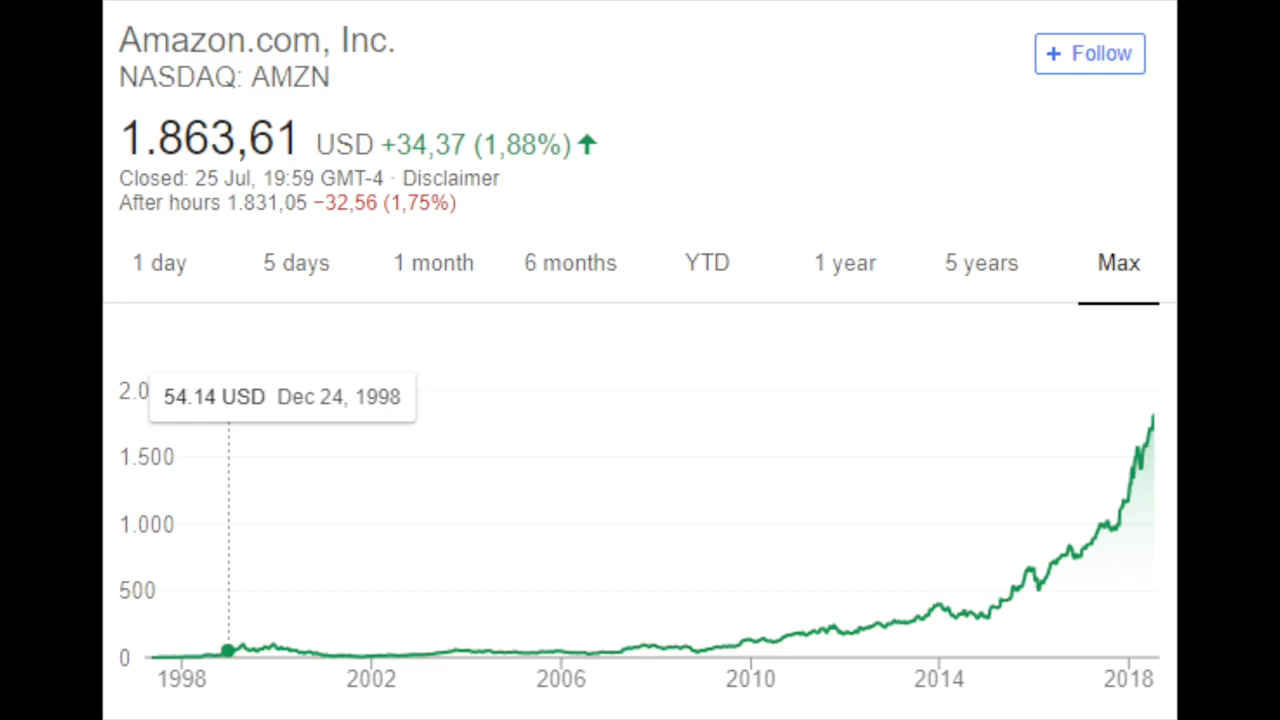 Amazon.com, Inc.
+ Follow
NASDAQ: AMZN
1.863,61 USD +34,37 (1,88%)
Closed: 25 Jul, 19:59 GMT-4 · Disclaimer
After hours 1.831,05 −32,56 (1,75%)
1 day 5 days 1 month 6 months YTD 1 year 5 years Max
2.0
54.14 USD Dec 24, 1998
1.500
1.000
500
0
1998 2002 2006 2010 2014 2018